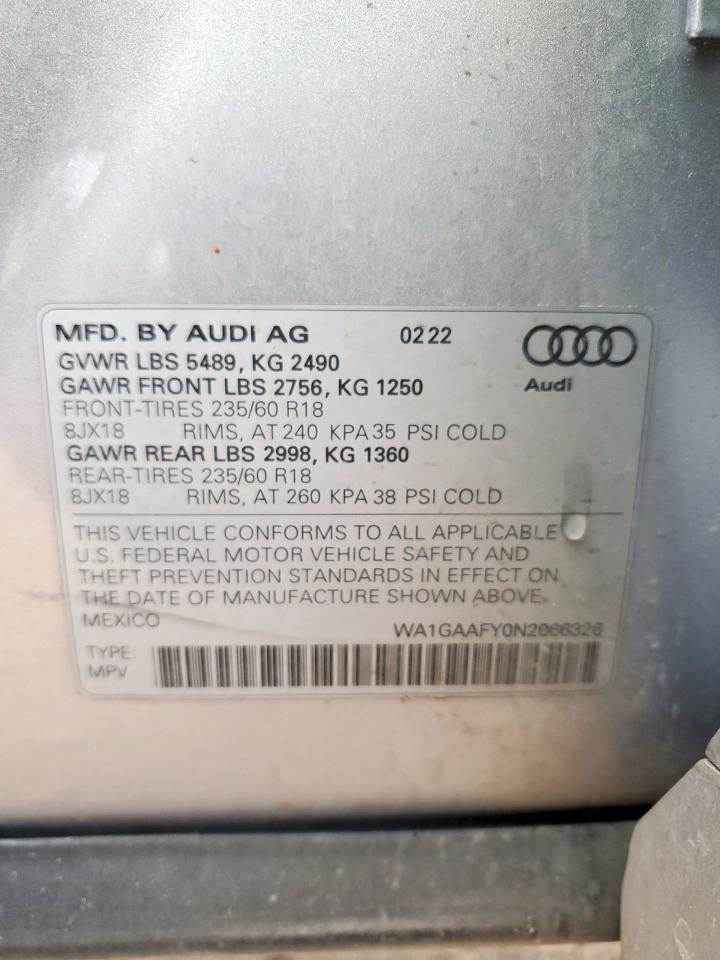 MFD. BY AUDI AG 0222
GVWR LBS 5489, KG 2490
GAWR FRONT LBS 2756, KG 1250
Audi
FRONT-TIRES 235/60 R18
8JX18 RIMS, AT 240 KPA 35 PSI COLD
GAWR REAR LBS 2998, KG 1360
REAR-TIRES 235/60 R18
8JX18 RIMS, AT 260 KPA 38 PSI COLD
THIS VEHICLE CONFORMS TO ALL APPLICABLE
U.S. FEDERAL MOTOR VEHICLE SAFETY AND
THEFT PREVENTION STANDARDS IN EFFECT ON
THE DATE OF MANUFACTURE SHOWN ABOVE.
MEXICO
WA1GAAFY0N2066326
TYPE:
MPV